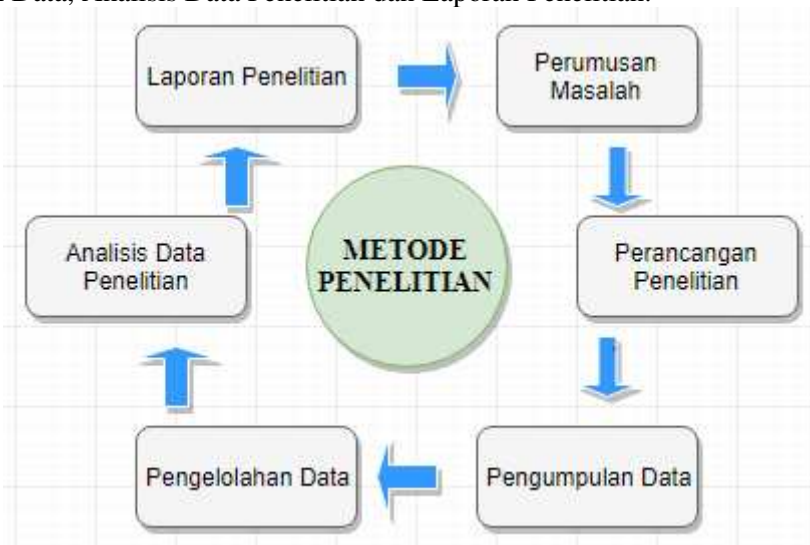 Data, Analisis Data Penelitian dan Laporan Penelitian.
Laporan Penelitian
Perumusan
Masalah
Perancangan
Penelitian
Pengumpulan Data
Pengelolahan Data
Analisis Data
Penelitian
METODE
PENELITIAN